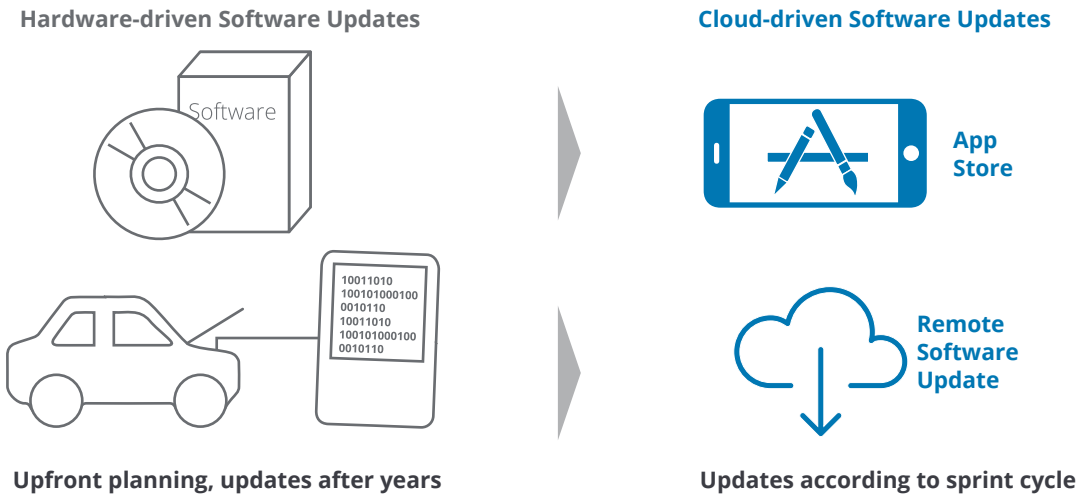 Hardware-driven Software Updates
Cloud-driven Software Updates
Software
App
Store
10011010
100101000100
0010110
10011010
100101000100
0010110
Remote
Software
Update
Upfront planning, updates after years
Updates according to sprint cycle